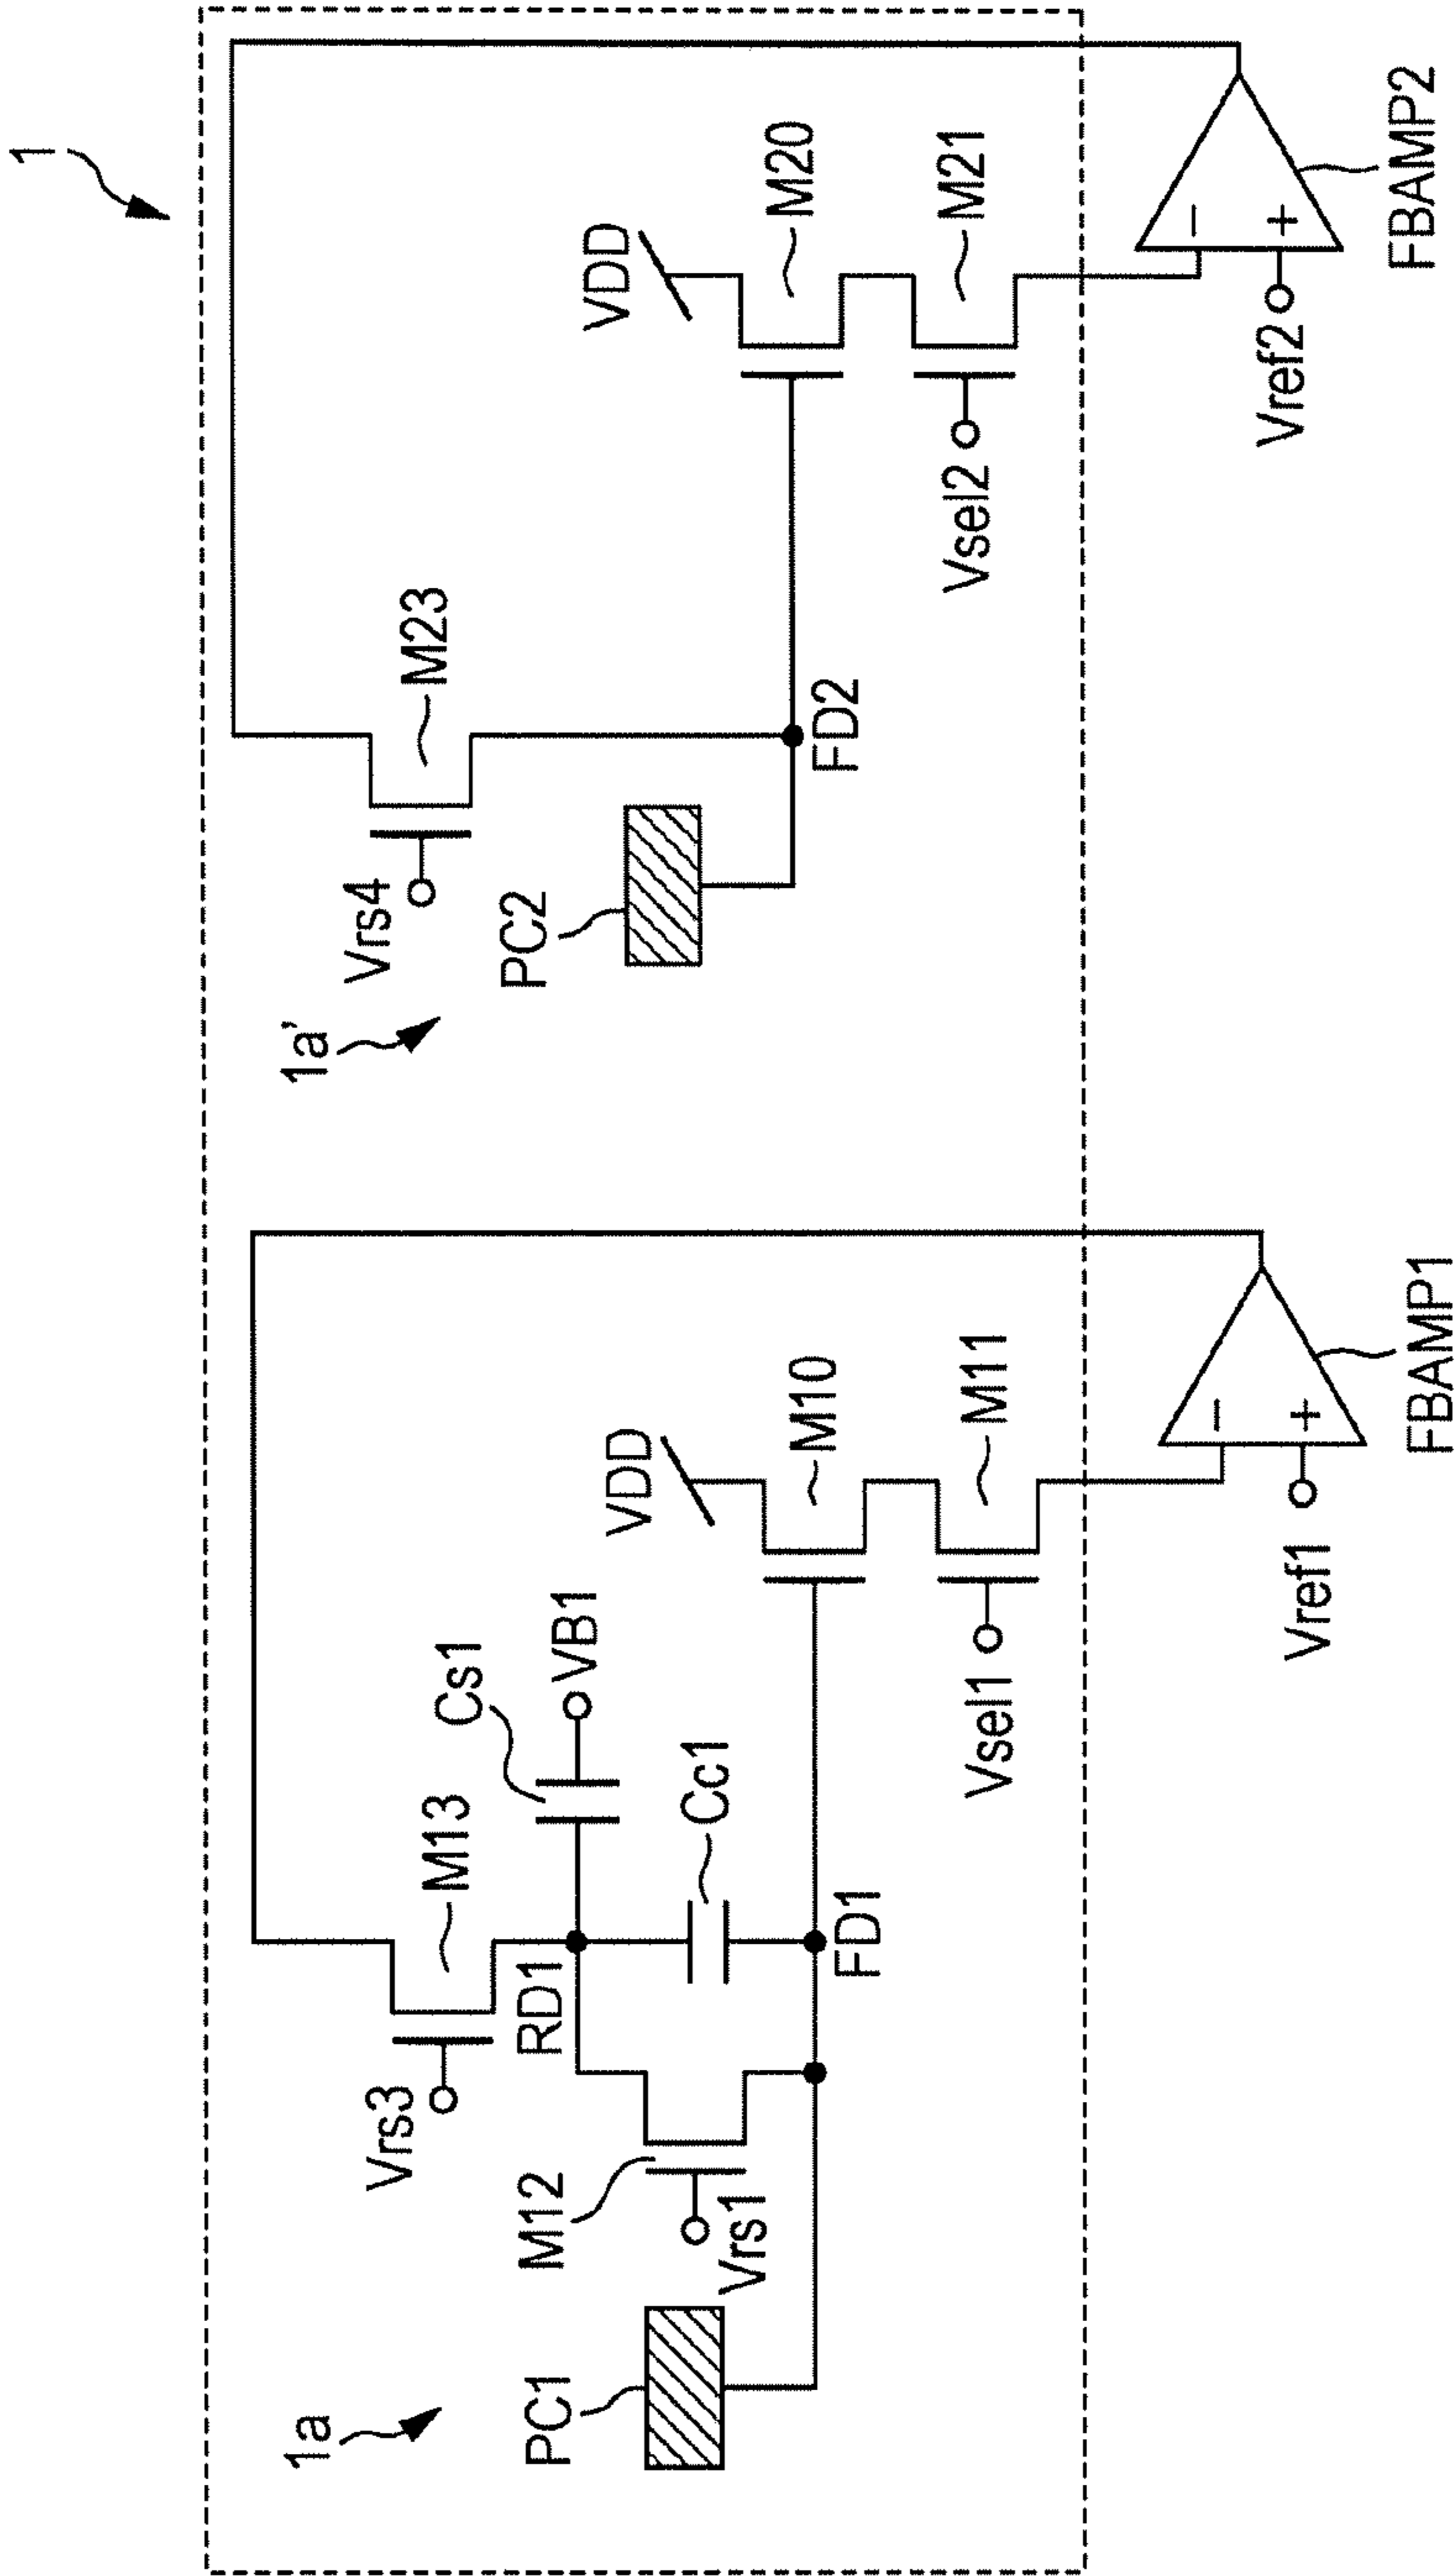 1
1a
PC1
M12
Vrs1
Vrs3
M13
RD1
Cs1
VB1
Cc1
FD1
VDD
M10
M11
Vsel1
Vref1
−
+
FBAMP1
1a'
PC2
Vrs4
M23
FD2
VDD
M20
M21
Vsel2
Vref2
−
+
FBAMP2